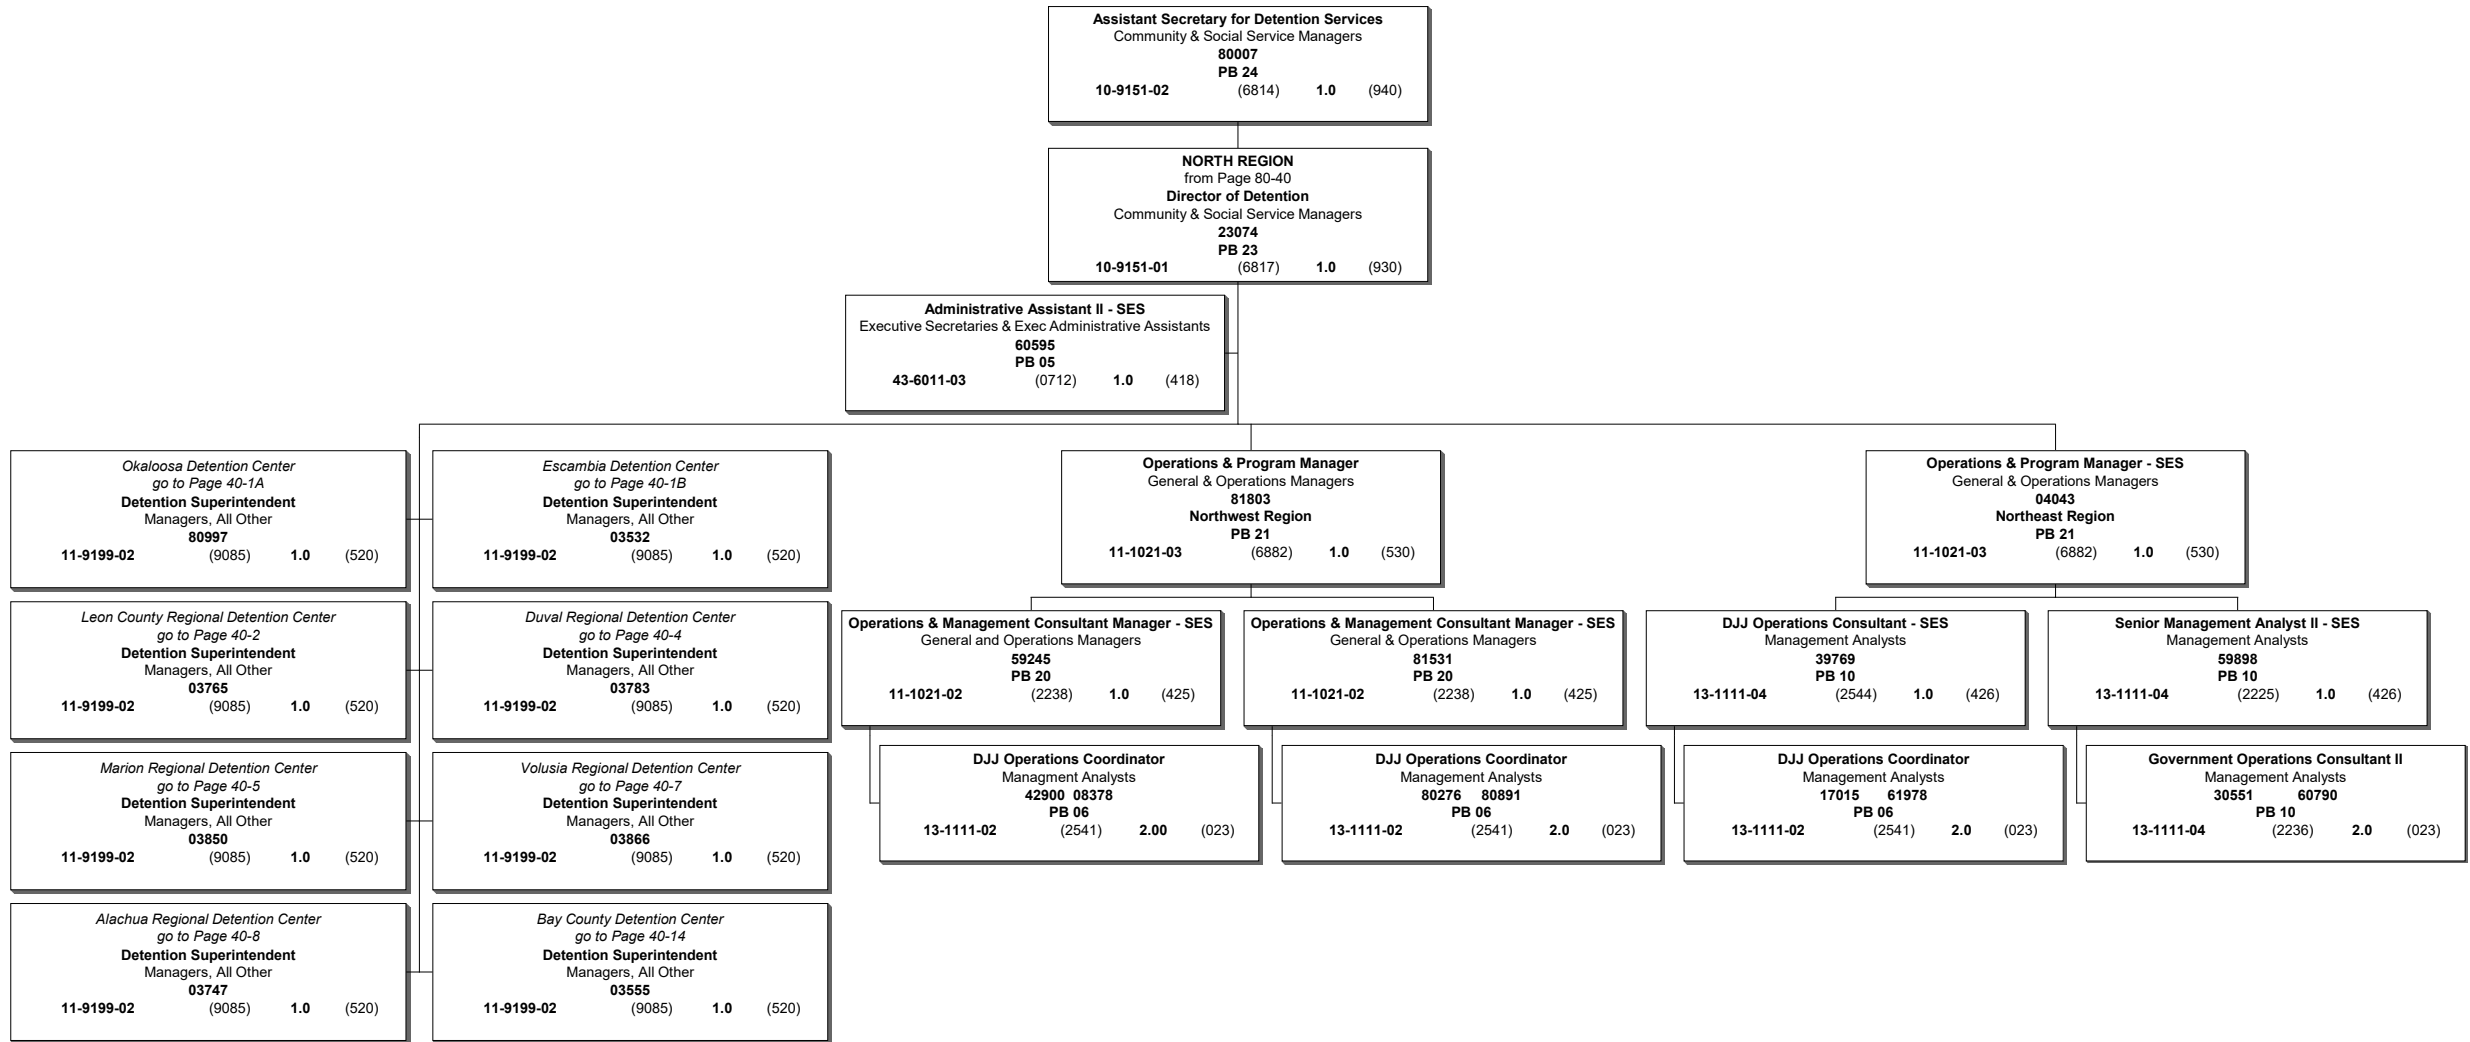 Assistant Secretary for Detention Services
Community & Social Service Managers
80007
PB 24
10-9151-02 (6814) 1.0 (940)
NORTH REGION
from Page 80-40
Director of Detention
Community & Social Service Managers
23074
PB 23
10-9151-01 (6817) 1.0 (930)
Administrative Assistant II - SES
Executive Secretaries & Exec Administrative Assistants
60595
PB 05
43-6011-03 (0712) 1.0 (418)
Okaloosa Detention Center
go to Page 40-1A
Detention Superintendent
Managers, All Other
80997
11-9199-02 (9085) 1.0 (520)
Escambia Detention Center
go to Page 40-1B
Detention Superintendent
Managers, All Other
03532
11-9199-02 (9085) 1.0 (520)
Leon County Regional Detention Center
go to Page 40-2
Detention Superintendent
Managers, All Other
03765
11-9199-02 (9085) 1.0 (520)
Duval Regional Detention Center
go to Page 40-4
Detention Superintendent
Managers, All Other
03783
11-9199-02 (9085) 1.0 (520)
Marion Regional Detention Center
go to Page 40-5
Detention Superintendent
Managers, All Other
03850
11-9199-02 (9085) 1.0 (520)
Volusia Regional Detention Center
go to Page 40-7
Detention Superintendent
Managers, All Other
03866
11-9199-02 (9085) 1.0 (520)
Alachua Regional Detention Center
go to Page 40-8
Detention Superintendent
Managers, All Other
03747
11-9199-02 (9085) 1.0 (520)
Bay County Detention Center
go to Page 40-14
Detention Superintendent
Managers, All Other
03555
11-9199-02 (9085) 1.0 (520)
Operations & Program Manager
General & Operations Managers
81803
Northwest Region
PB 21
11-1021-03 (6882) 1.0 (530)
Operations & Management Consultant Manager - SES
General and Operations Managers
59245
PB 20
11-1021-02 (2238) 1.0 (425)
DJJ Operations Coordinator
Managment Analysts
42900 08378
PB 06
13-1111-02 (2541) 2.00 (023)
Operations & Management Consultant Manager - SES
General & Operations Managers
81531
PB 20
11-1021-02 (2238) 1.0 (425)
DJJ Operations Coordinator
Management Analysts
80276 80891
PB 06
13-1111-02 (2541) 2.0 (023)
Operations & Program Manager - SES
General & Operations Managers
04043
Northeast Region
PB 21
11-1021-03 (6882) 1.0 (530)
DJJ Operations Consultant - SES
Management Analysts
39769
PB 10
13-1111-04 (2544) 1.0 (426)
DJJ Operations Coordinator
Management Analysts
17015 61978
PB 06
13-1111-02 (2541) 2.0 (023)
Senior Management Analyst II - SES
Management Analysts
59898
PB 10
13-1111-04 (2225) 1.0 (426)
Government Operations Consultant II
Management Analysts
30551 60790
PB 10
13-1111-04 (2236) 2.0 (023)